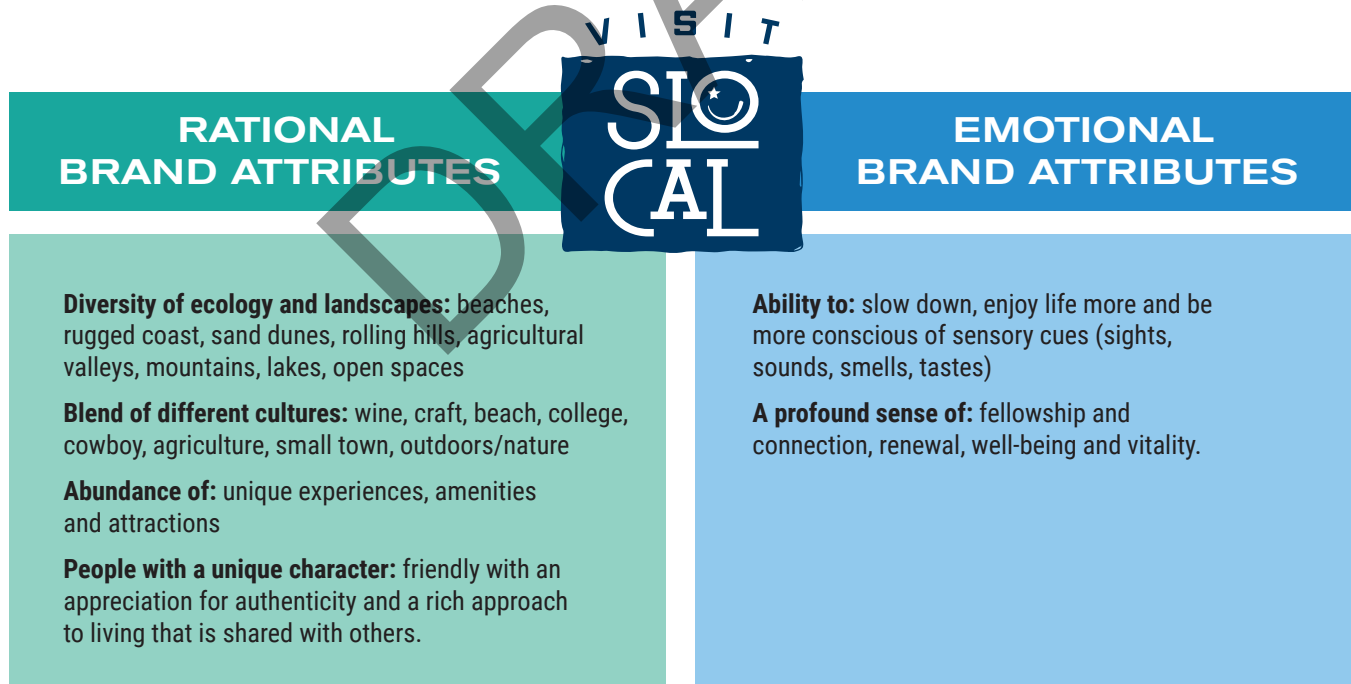 VISIT
SLO
CAL
RATIONAL
BRAND ATTRIBUTES
EMOTIONAL
BRAND ATTRIBUTES
Diversity of ecology and landscapes: beaches,
rugged coast, sand dunes, rolling hills, agricultural
valleys, mountains, lakes, open spaces
Blend of different cultures: wine, craft, beach, college,
cowboy, agriculture, small town, outdoors/nature
Abundance of: unique experiences, amenities
and attractions
People with a unique character: friendly with an
appreciation for authenticity and a rich approach
to living that is shared with others.
Ability to: slow down, enjoy life more and be
more conscious of sensory cues (sights,
sounds, smells, tastes)
A profound sense of: fellowship and
connection, renewal, well-being and vitality.